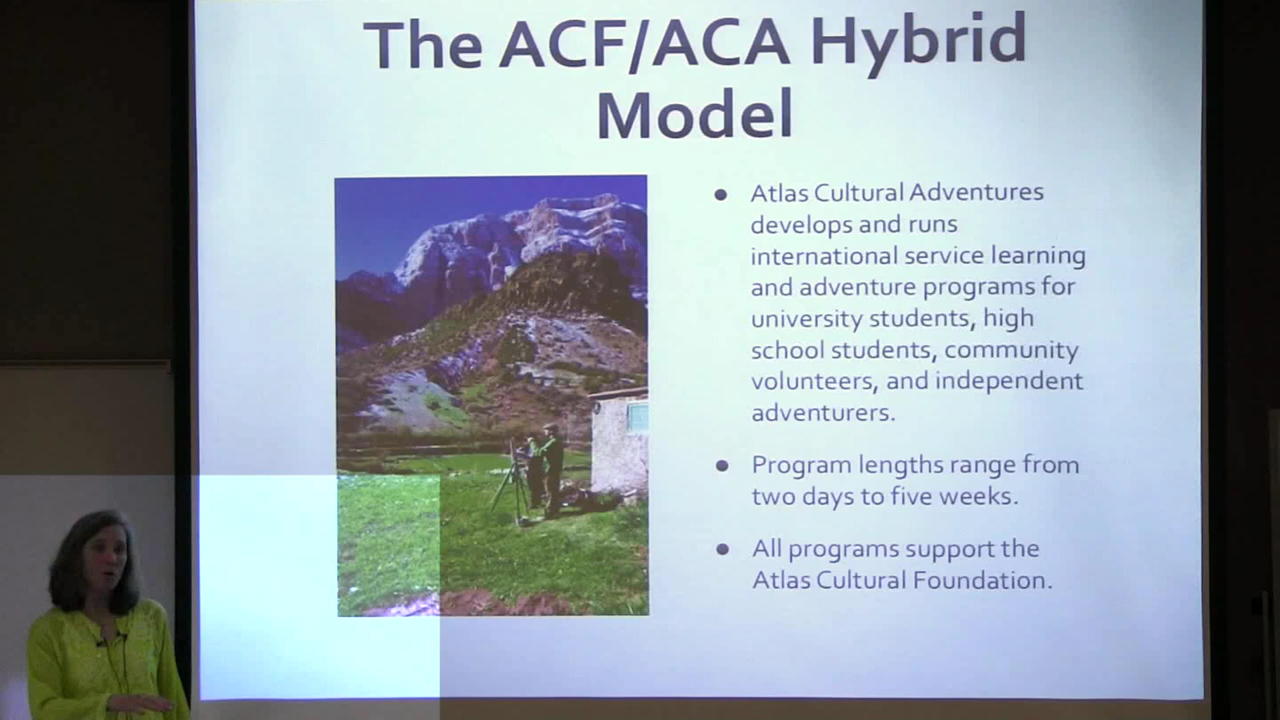 The ACF/ACA Hybrid
Model
● Atlas Cultural Adventures
develops and runs
international service learning
and adventure programs for
university students, high
school students, community
volunteers, and independent
adventurers.
● Program lengths range from
two days to five weeks.
● All programs support the
Atlas Cultural Foundation.